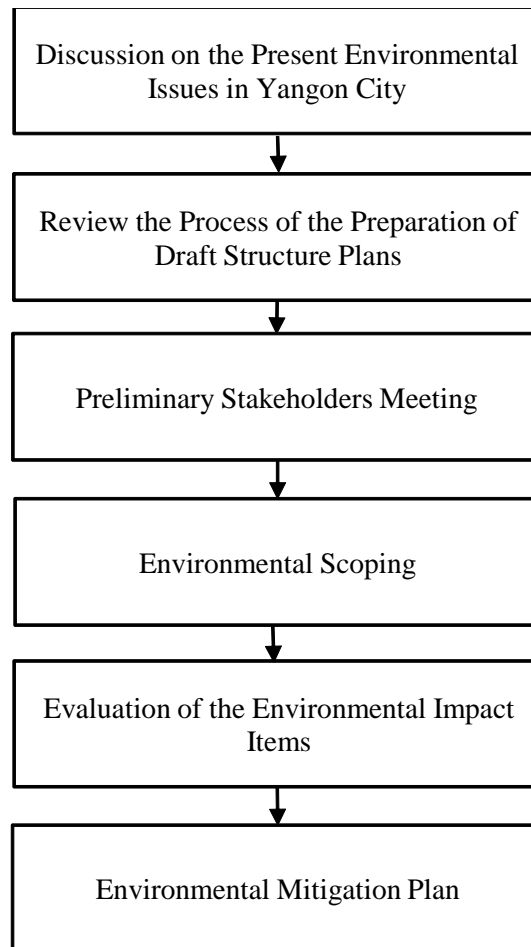 Discussion on the Present Environmental
Issues in Yangon City
Review the Process of the Preparation of
Draft Structure Plans
Preliminary Stakeholders Meeting
Environmental Scoping
Evaluation of the Environmental Impact
Items
Environmental Mitigation Plan